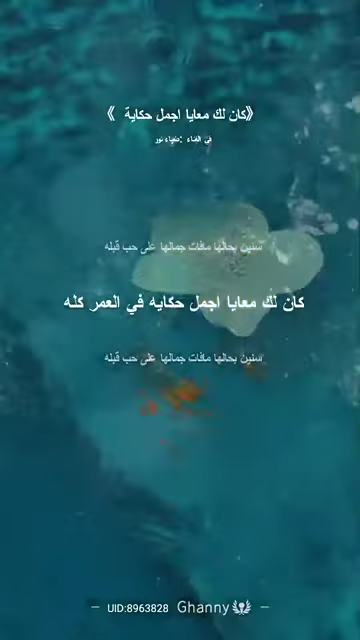 《كان لك معايا اجمل حكاية 》
في الغناء :ضياء نور
سنين بحالها مافات جمالها على حب قبله
كان لك معايا اجمل حكايه في العمر كله
سنين بحالها مافات جمالها على حب قبله
UID:8963828 Ghanny